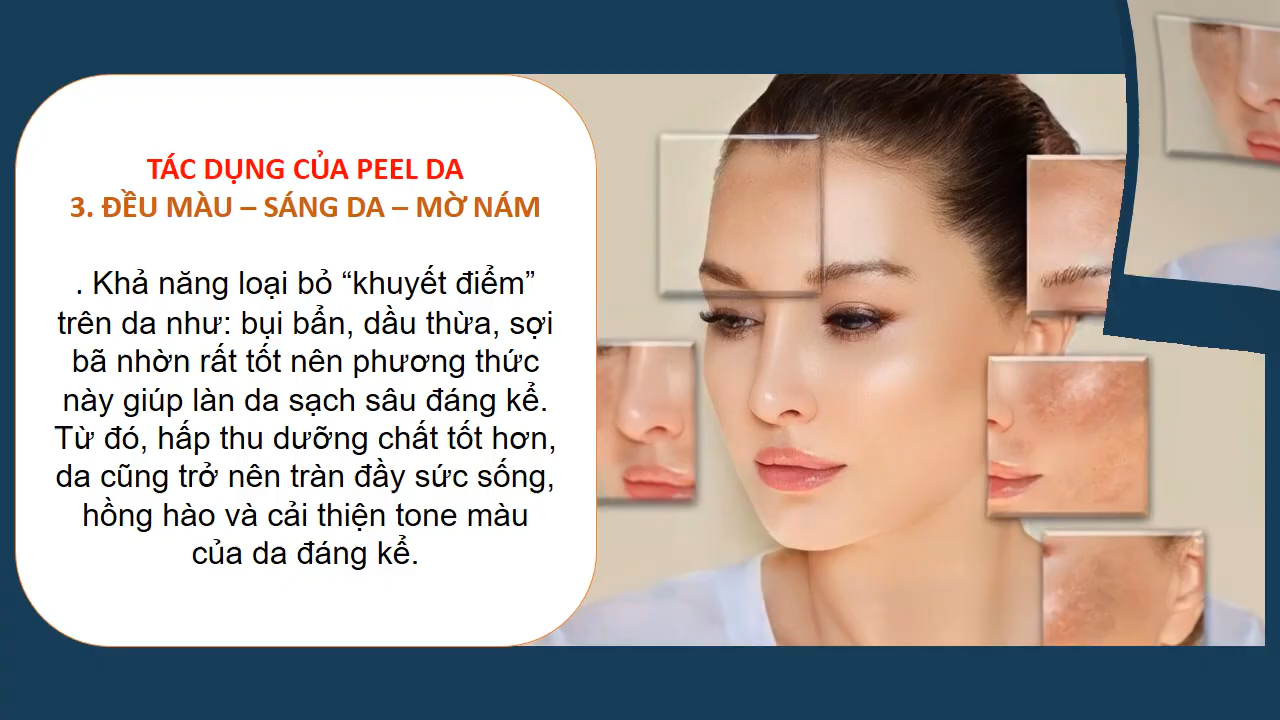 TÁC DỤNG CỦA PEEL DA
3. ĐỀU MÀU – SÁNG DA – MỜ NÁM
. Khả năng loại bỏ “khuyết điểm”
trên da như: bụi bẩn, dầu thừa, sợi
bã nhờn rất tốt nên phương thức
này giúp làn da sạch sâu đáng kể.
Từ đó, hấp thu dưỡng chất tốt hơn,
da cũng trở nên tràn đầy sức sống,
hồng hào và cải thiện tone màu
của da đáng kể.